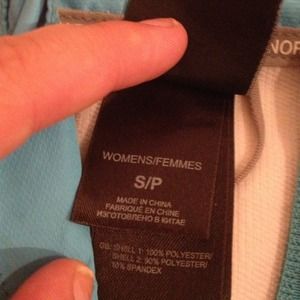 NOR
WOMENS/FEMMES
S/P
MADE IN CHINA
FABRIQUÉ EN CHINE
ИЗГОТОВЛЕНО В КИТАЕ
GB: SHELL 1: 100% POLYESTER/
SHELL 2: 90% POLYESTER/
10% SPANDEX